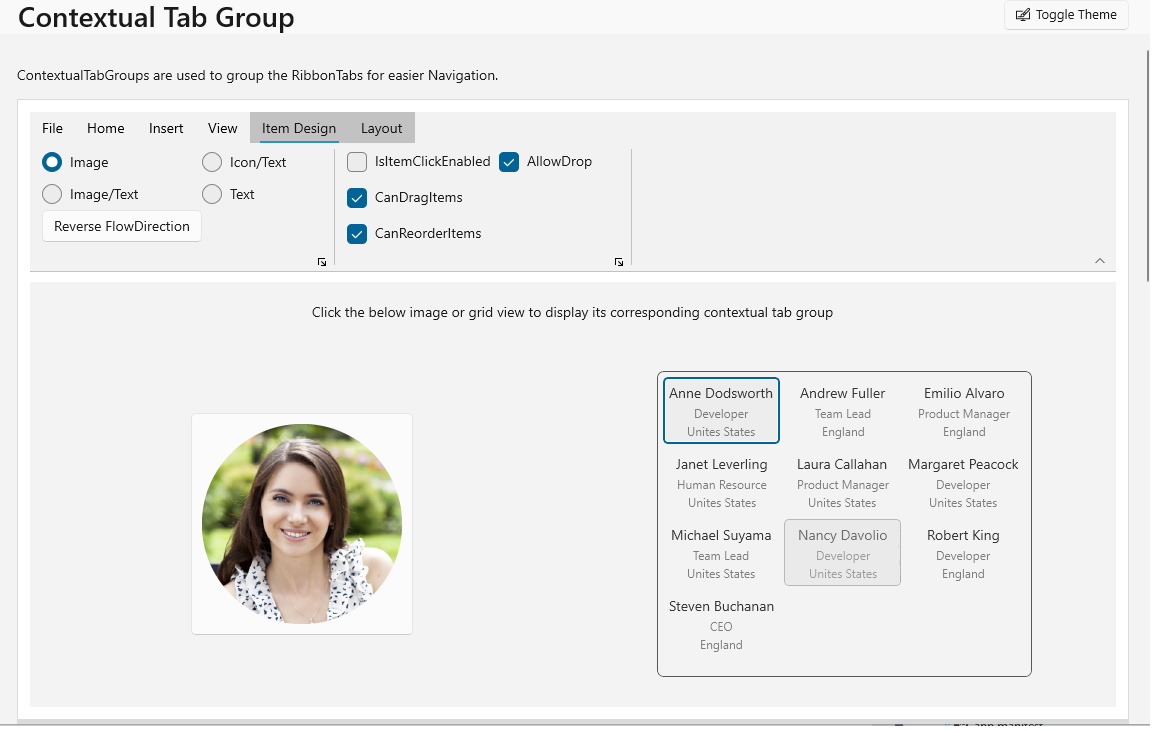 Contextual Tab Group
Toggle Theme
ContextualTabGroups are used to group the RibbonTabs for easier Navigation.
File Home Insert View Item Design Layout
Image Icon/Text IsItemClickEnabled AllowDrop
Image/Text Text CanDragItems
Reverse FlowDirection CanReorderItems
Click the below image or grid view to display its corresponding contextual tab group
Anne Dodsworth Andrew Fuller Emilio Alvaro
Developer Team Lead Product Manager
Unites States England England
Janet Leverling Laura Callahan Margaret Peacock
Human Resource Product Manager Developer
Unites States Unites States Unites States
Michael Suyama Nancy Davolio Robert King
Team Lead Developer Developer
Unites States Unites States England
Steven Buchanan
CEO
England